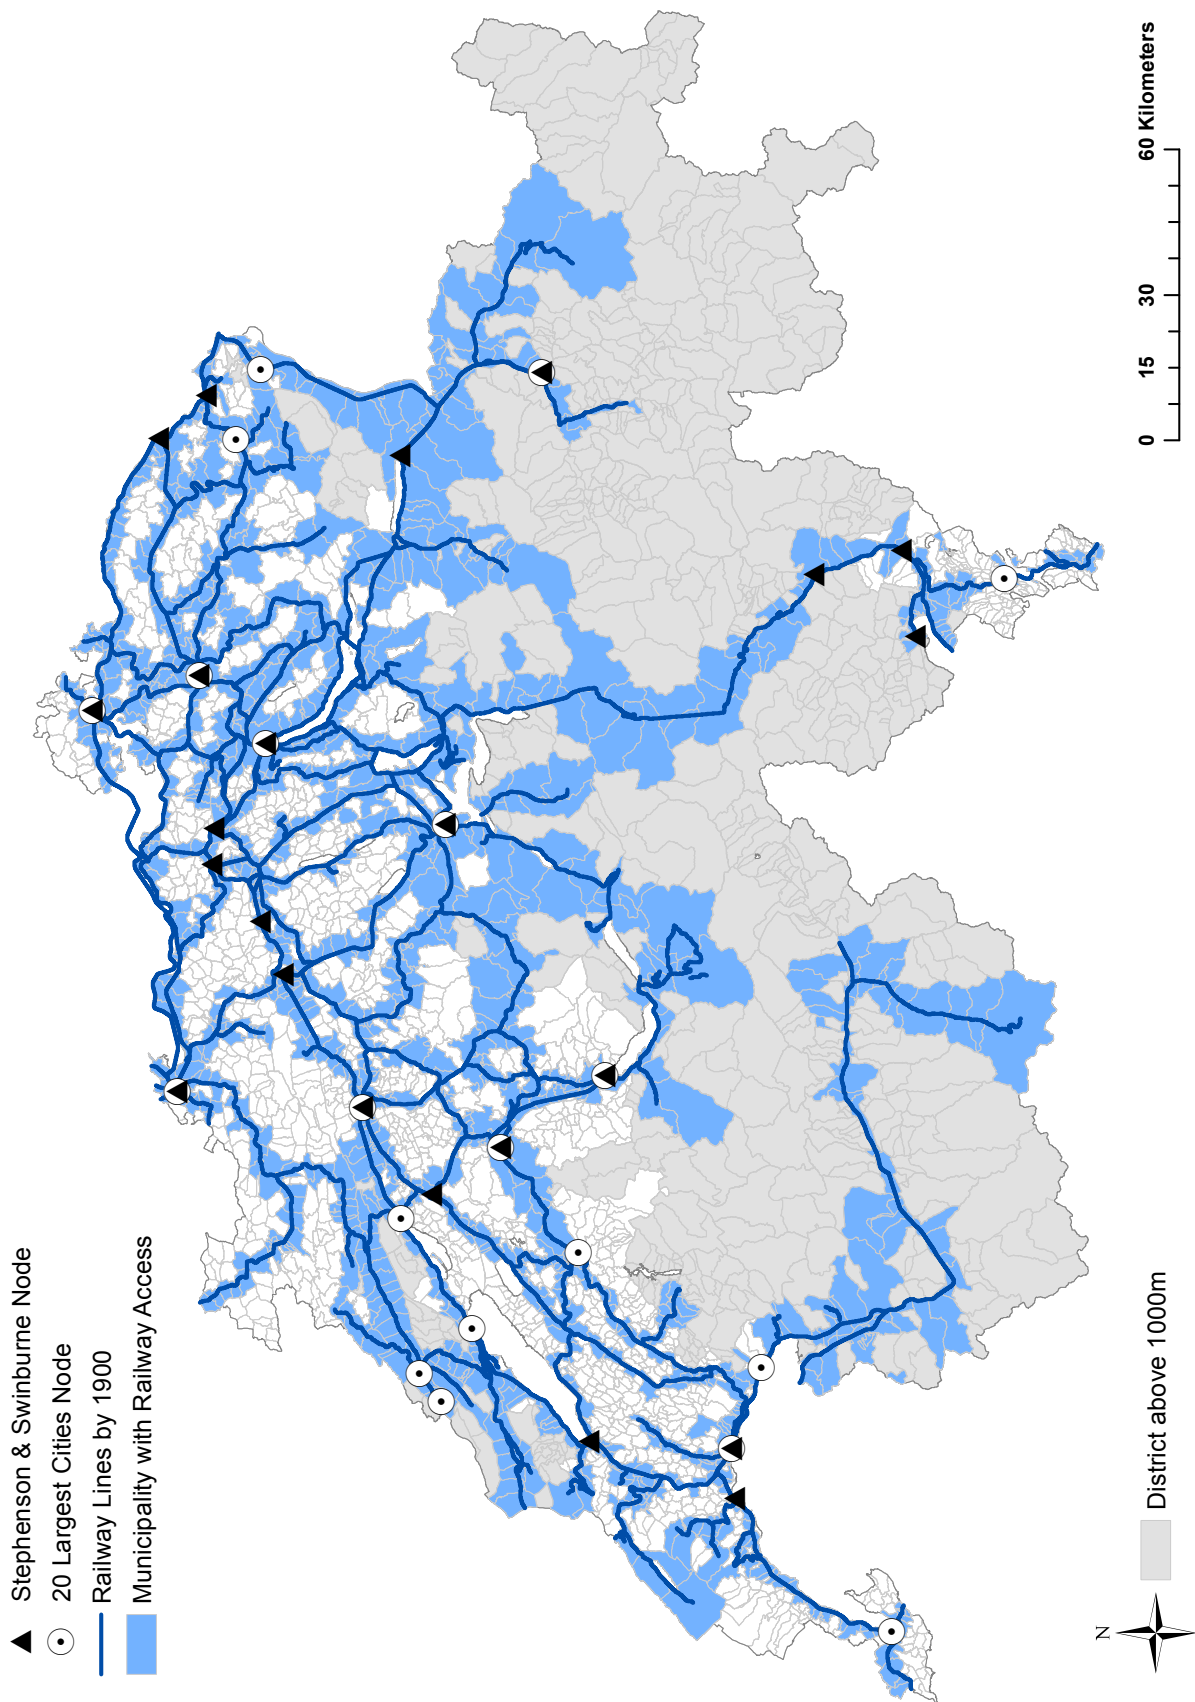 Stephenson & Swinburne Node
20 Largest Cities Node
Railway Lines by 1900
Municipality with Railway Access
District above 1000m
N
0 15 30 60 Kilometers